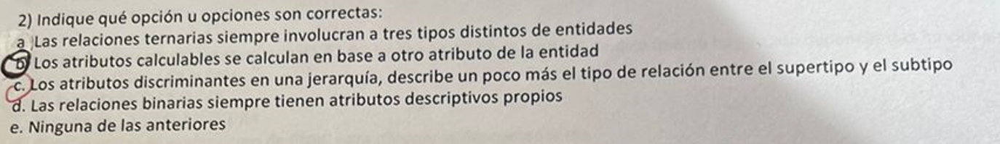 2) Indique qué opción u opciones son correctas:
a Las relaciones ternarias siempre involucran a tres tipos distintos de entidades
b Los atributos calculables se calculan en base a otro atributo de la entidad
c. Los atributos discriminantes en una jerarquía, describe un poco más el tipo de relación entre el supertipo y el subtipo
d. Las relaciones binarias siempre tienen atributos descriptivos propios
e. Ninguna de las anteriores